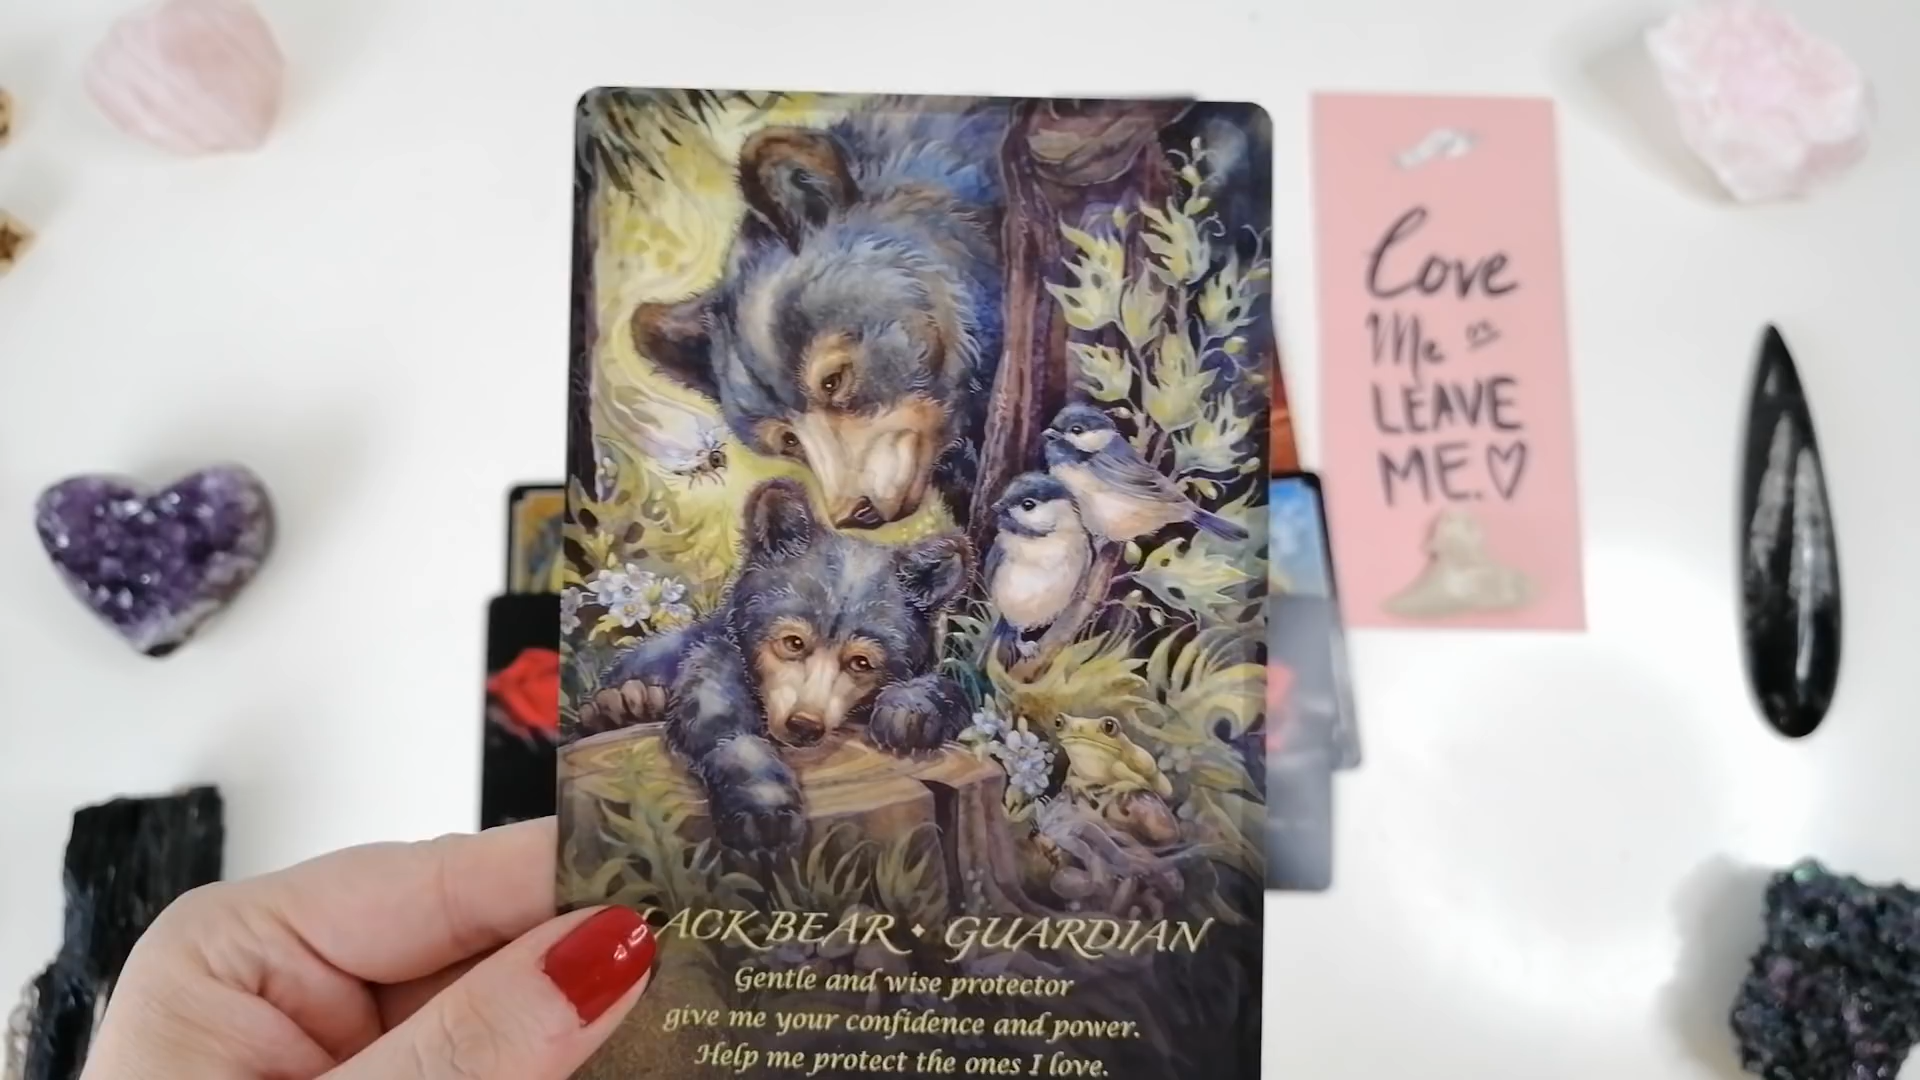 LACK BEAR • GUARDIAN
Gentle and wise protector
give me your confidence and power.
Help me protect the ones I love.
Love
Me or
LEAVE
ME.♡